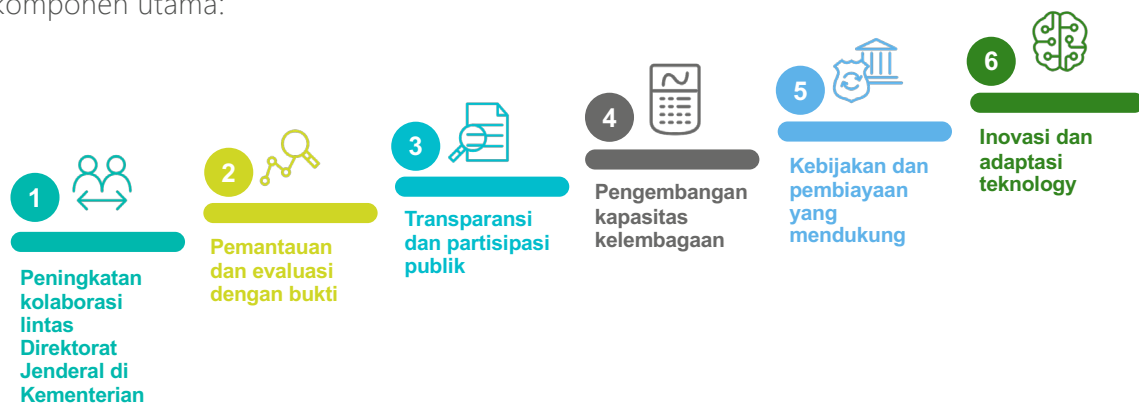 komponen utama:
1
Peningkatan
kolaborasi
lintas
Direktorat
Jenderal di
Kementerian
2
Pemantauan
dan evaluasi
dengan bukti
3
Transparansi
dan partisipasi
publik
4
Pengembangan
kapasitas
kelembagaan
5
Kebijakan dan
pembiayaan
yang
mendukung
6
Inovasi dan
adaptasi
teknology